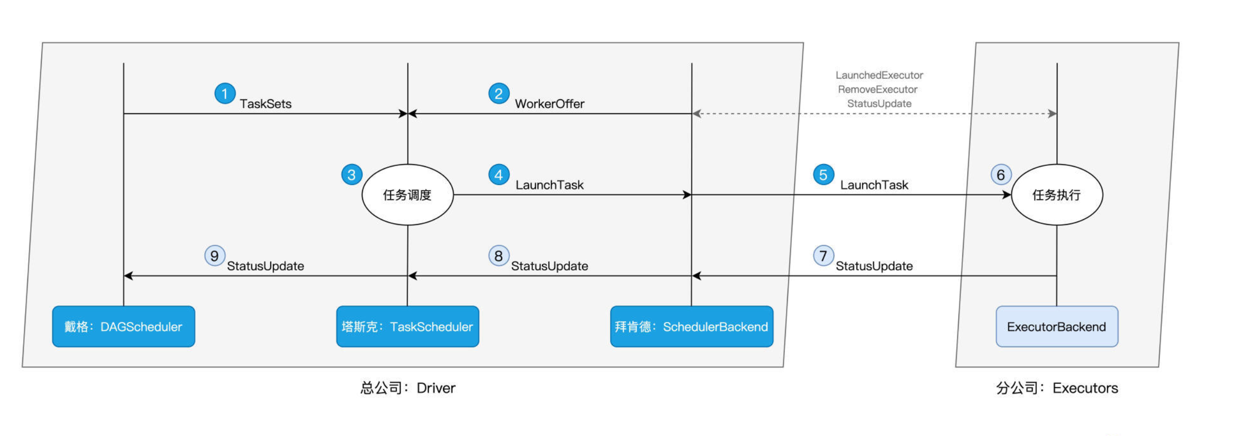 LaunchedExecutor
RemoveExecutor
StatusUpdate
1
TaskSets
2
WorkerOffer
3
任务调度
4
LaunchTask
5
LaunchTask
6
任务执行
9
StatusUpdate
8
StatusUpdate
7
StatusUpdate
戴格：DAGScheduler
塔斯克：TaskScheduler
拜肯德：SchedulerBackend
ExecutorBackend
总公司：Driver
分公司：Executors